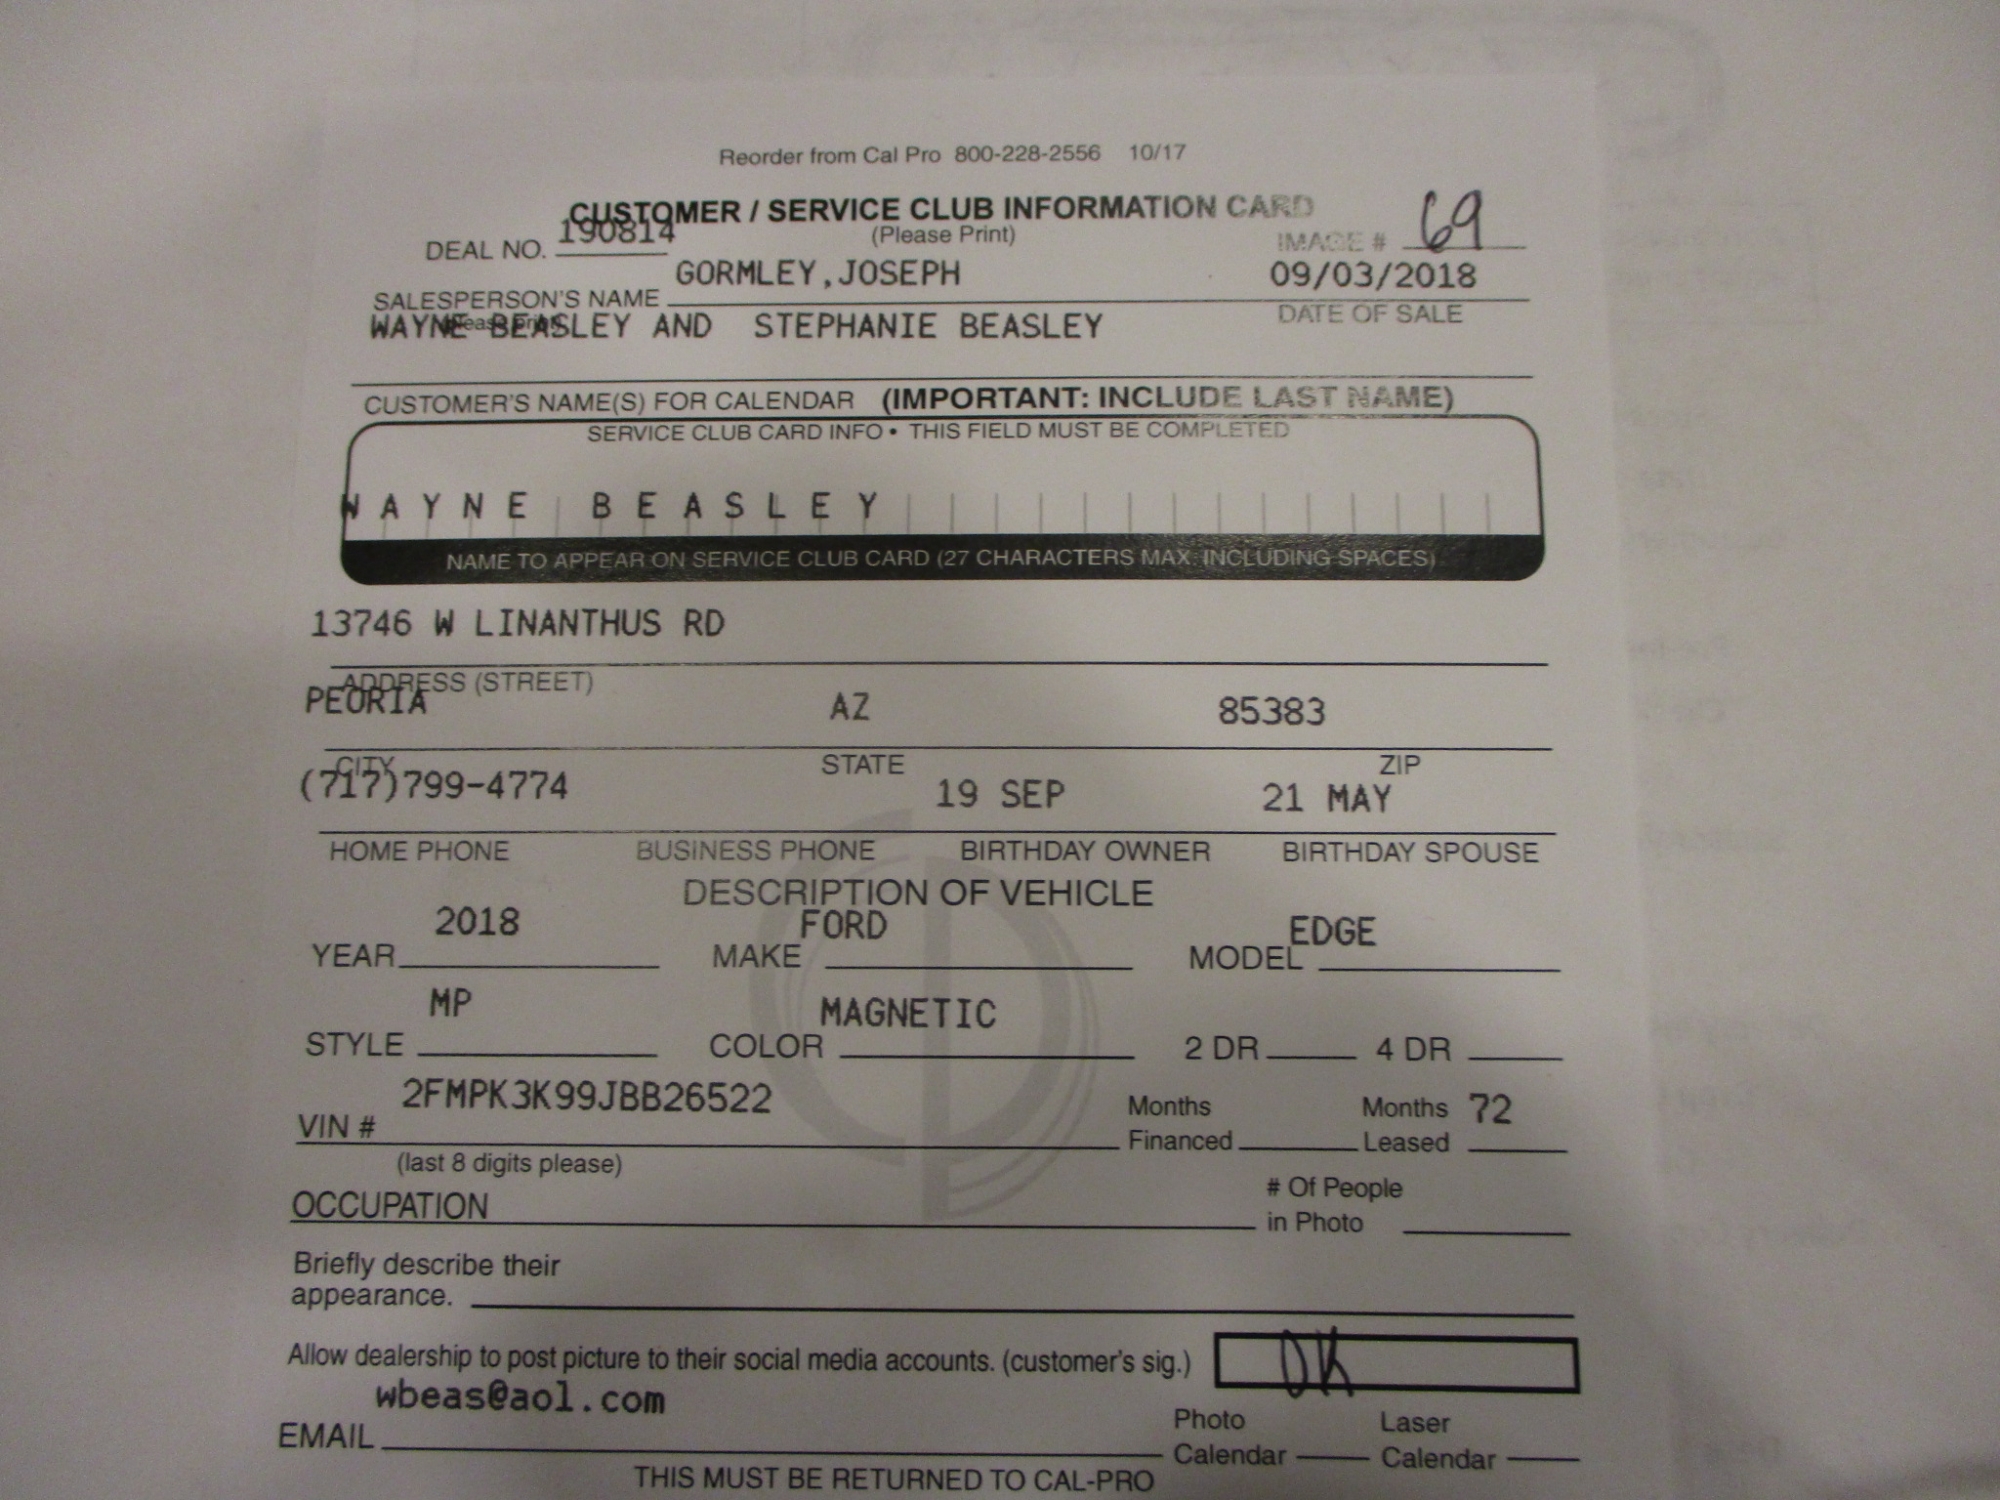 Reorder from Cal Pro 800-228-2556 10/17
CUSTOMER / SERVICE CLUB INFORMATION CARD
(Please Print)
DEAL NO. 190814
IMAGE # 69
SALESPERSON'S NAME GORMLEY,JOSEPH 09/03/2018
(please print) DATE OF SALE
WAYNE BEASLEY AND STEPHANIE BEASLEY
CUSTOMER'S NAME(S) FOR CALENDAR (IMPORTANT: INCLUDE LAST NAME)
SERVICE CLUB CARD INFO • THIS FIELD MUST BE COMPLETED
WAYNE BEASLEY
NAME TO APPEAR ON SERVICE CLUB CARD (27 CHARACTERS MAX. INCLUDING SPACES)
13746 W LINANTHUS RD
ADDRESS (STREET)
PEORIA AZ 85383
CITY STATE ZIP
(717)799-4774 19 SEP 21 MAY
HOME PHONE BUSINESS PHONE BIRTHDAY OWNER BIRTHDAY SPOUSE
DESCRIPTION OF VEHICLE
YEAR 2018 MAKE FORD MODEL EDGE
STYLE MP COLOR MAGNETIC 2 DR 4 DR
VIN # 2FMPK3K99JBB26522 Months Financed Months Leased 72
(last 8 digits please)
OCCUPATION # Of People in Photo
Briefly describe their
appearance.
Allow dealership to post picture to their social media accounts. (customer's sig.) OK
EMAIL wbeas@aol.com Photo Calendar Laser Calendar
THIS MUST BE RETURNED TO CAL-PRO